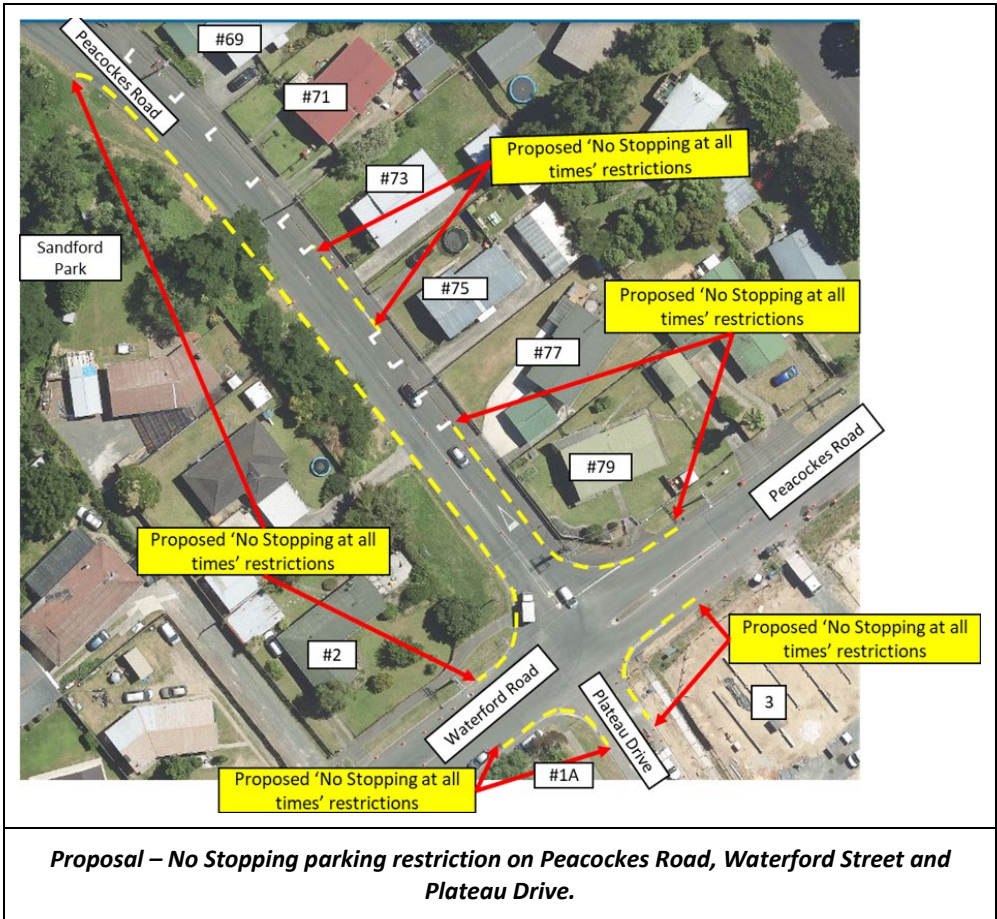 #69
Peacockes Road
#71
Proposed 'No Stopping at all
times' restrictions
#73
Sandford
Park
#75
Proposed 'No Stopping at all
times' restrictions
#77
#79
Peacockes Road
Proposed 'No Stopping at all
times' restrictions
#2
Proposed 'No Stopping at all
times' restrictions
Waterford Road
Plateau Drive
3
#1A
Proposed 'No Stopping at all
times' restrictions
Proposal – No Stopping parking restriction on Peacockes Road, Waterford Street and
Plateau Drive.